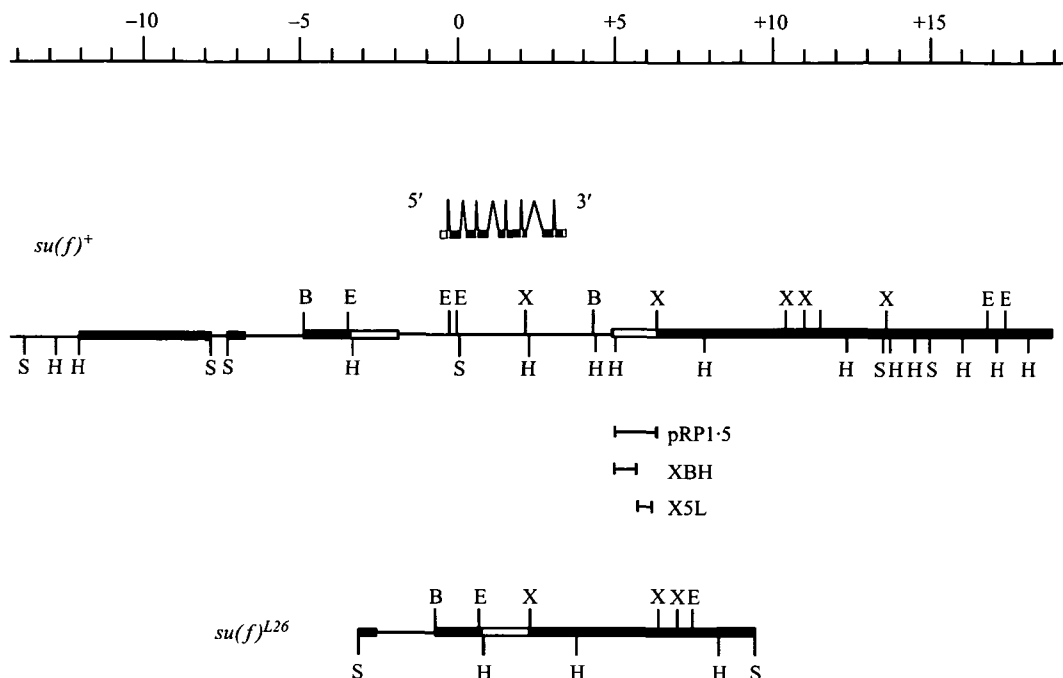 −10 −5 0 +5 +10 +15
5′ 3′
su(f)⁺
B E E E X B X X X X E E
S H H S S H S H H H H H S H H S H H H
pRP1·5
XBH
X5L
B E X X X E
su(f)ᴸ²⁶
S H H H S